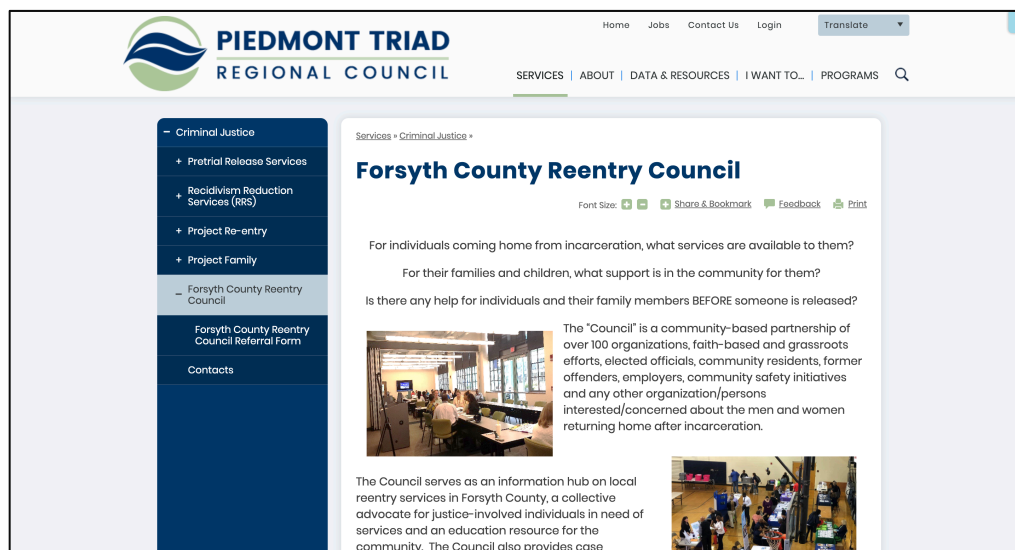 Home Jobs Contact Us Login Translate
PIEDMONT TRIAD
REGIONAL COUNCIL
SERVICES | ABOUT | DATA & RESOURCES | I WANT TO... | PROGRAMS
− Criminal Justice
+ Pretrial Release Services
+ Recidivism Reduction
Services (RRS)
+ Project Re-entry
+ Project Family
− Forsyth County Reentry
Council
Forsyth County Reentry
Council Referral Form
Contacts
Services » Criminal Justice »
Forsyth County Reentry Council
Font Size: + − + Share & Bookmark Feedback Print
For individuals coming home from incarceration, what services are available to them?
For their families and children, what support is in the community for them?
Is there any help for individuals and their family members BEFORE someone is released?
The "Council" is a community-based partnership of
over 100 organizations, faith-based and grassroots
efforts, elected officials, community residents, former
offenders, employers, community safety initiatives
and any other organization/persons
interested/concerned about the men and women
returning home after incarceration.
The Council serves as an information hub on local
reentry services in Forsyth County, a collective
advocate for justice-involved individuals in need of
services and an education resource for the
community. The Council also provides case